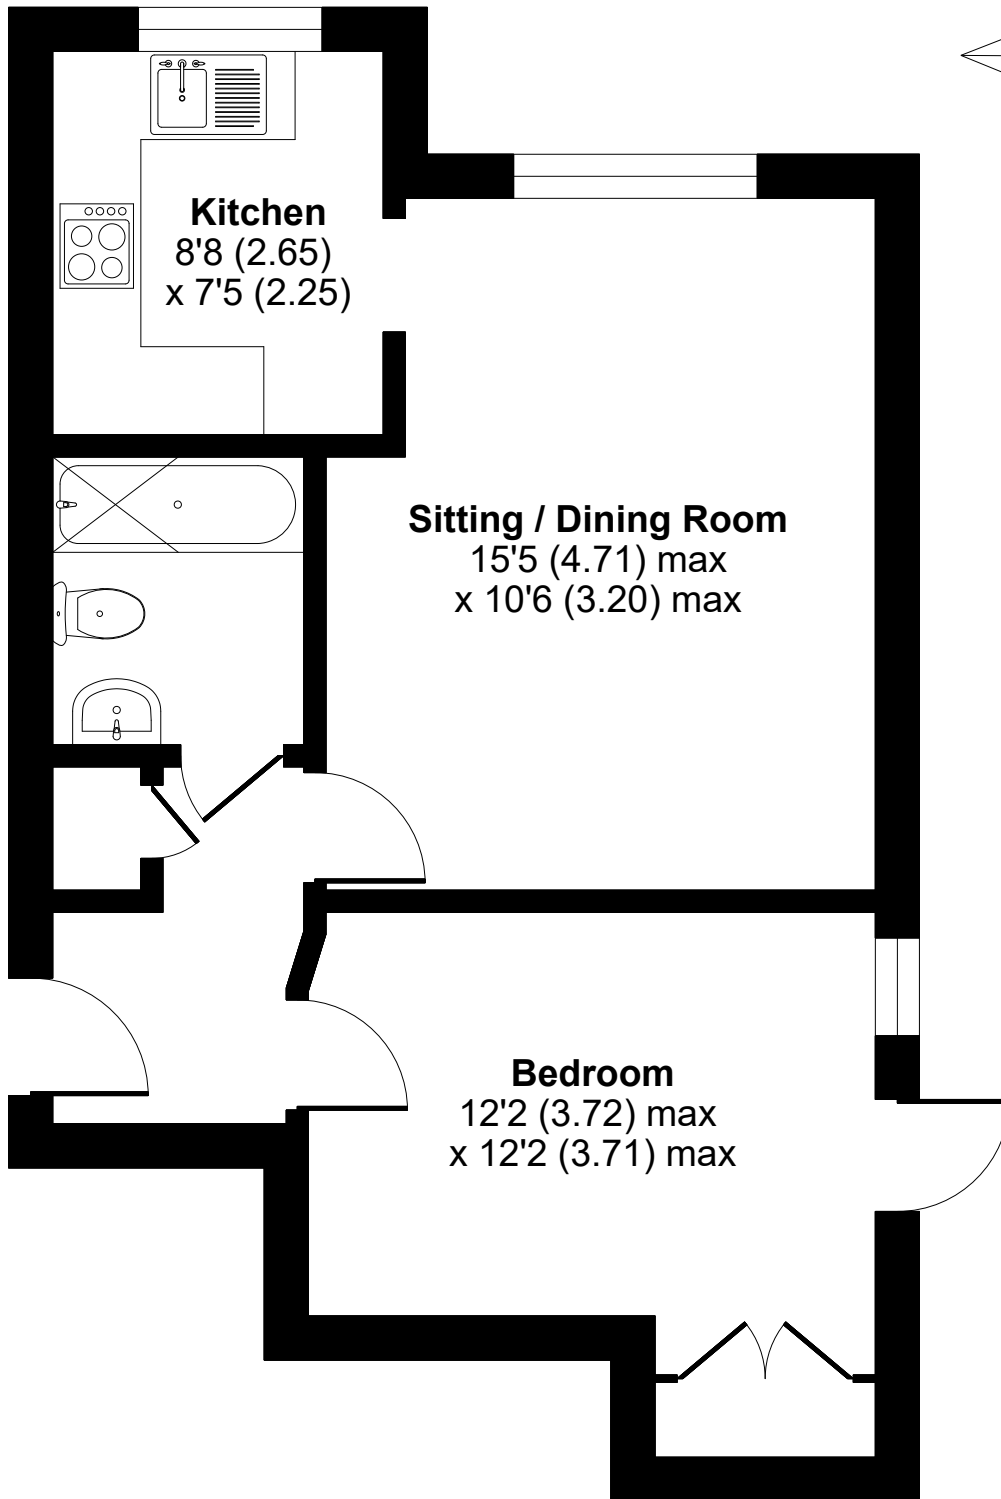 Kitchen
8'8 (2.65)
x 7'5 (2.25)
Sitting / Dining Room
15'5 (4.71) max
x 10'6 (3.20) max
Bedroom
12'2 (3.72) max
x 12'2 (3.71) max